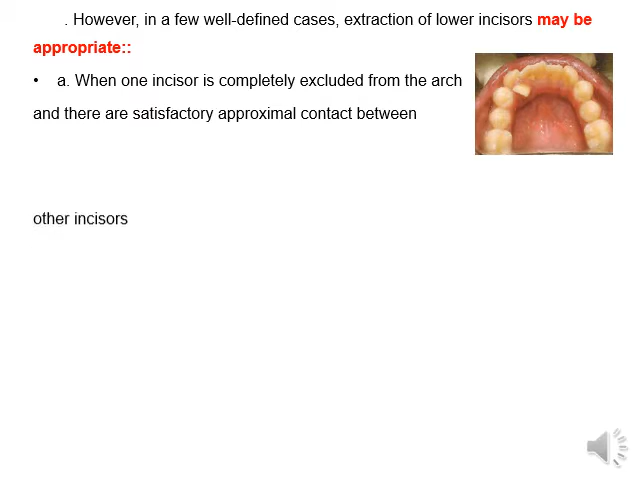 . However, in a few well-defined cases, extraction of lower incisors may be
appropriate::
• a. When one incisor is completely excluded from the arch
and there are satisfactory approximal contact between
other incisors